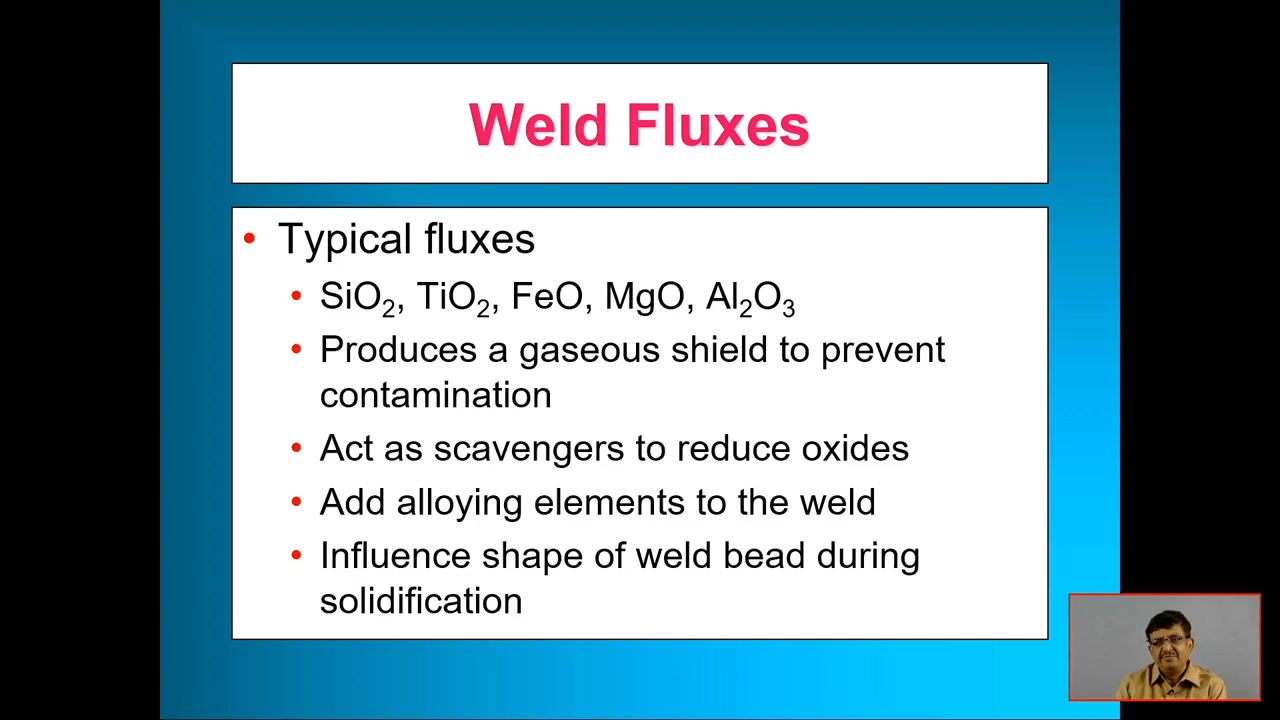 Weld Fluxes
• Typical fluxes
• SiO₂, TiO₂, FeO, MgO, Al₂O₃
• Produces a gaseous shield to prevent
contamination
• Act as scavengers to reduce oxides
• Add alloying elements to the weld
• Influence shape of weld bead during
solidification